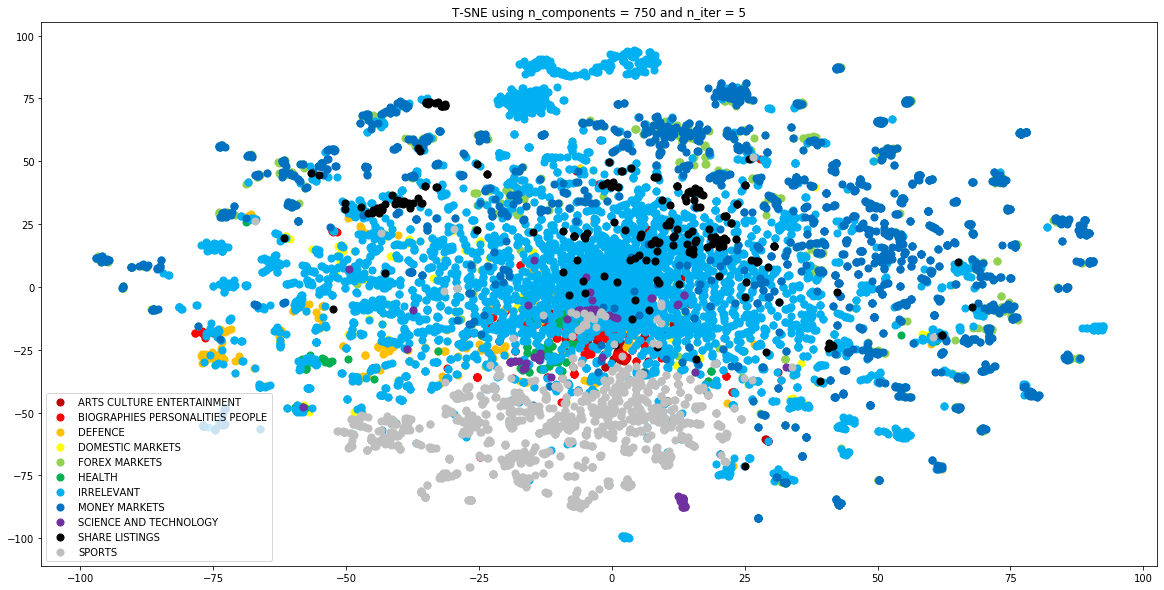 T-SNE using n_components = 750 and n_iter = 5
100
75
50
25
0
−25
−50
−75
−100
ARTS CULTURE ENTERTAINMENT
BIOGRAPHIES PERSONALITIES PEOPLE
DEFENCE
DOMESTIC MARKETS
FOREX MARKETS
HEALTH
IRRELEVANT
MONEY MARKETS
SCIENCE AND TECHNOLOGY
SHARE LISTINGS
SPORTS
−100 −75 −50 −25 0 25 50 75 100